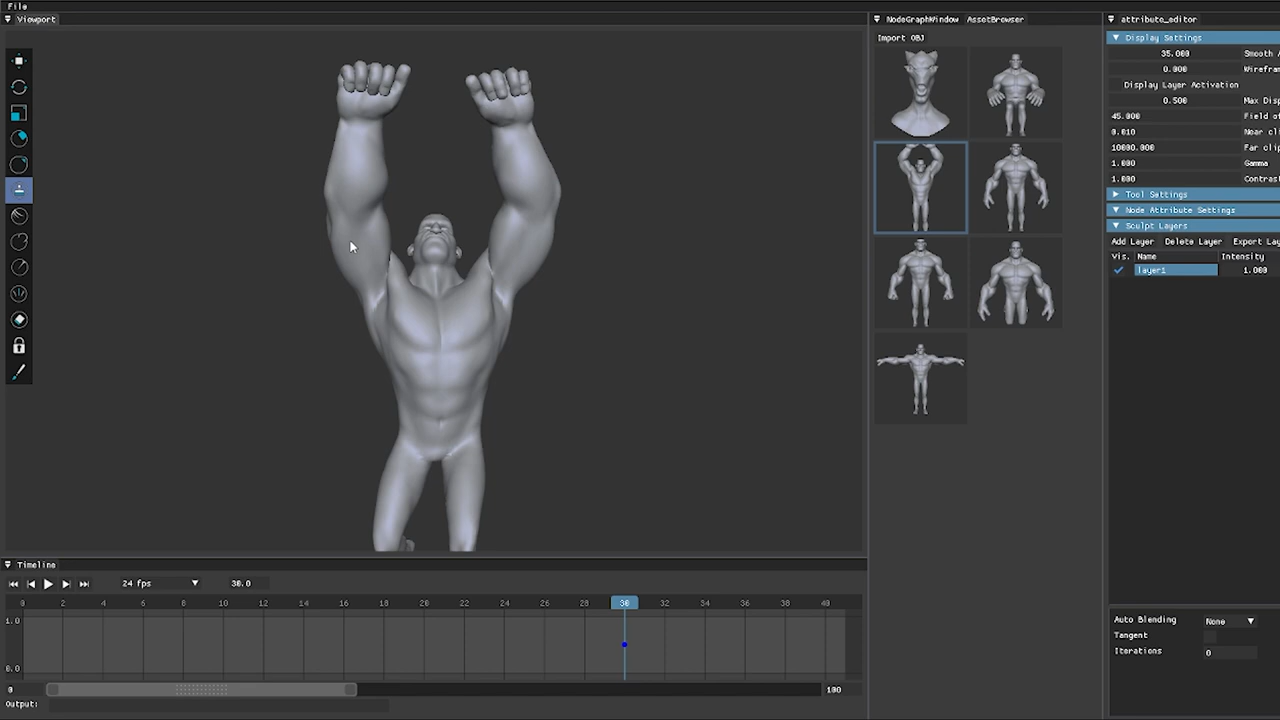 File
Viewport
NodeGraphWindow AssetBrowser
attribute_editor
Import OBJ
Display Settings
35.000 Smooth
0.000 Wirefra
Display Layer Activation
0.500 Max Disp
45.000 Field of
0.010 Near cli
10000.000 Far clip
1.000 Gamma
1.000 Contras
Tool Settings
Node Attribute Settings
Sculpt Layers
Add Layer Delete Layer Export Lay
Vis. Name Intensity
layer1 1.000
Timeline
24 fps 30.0
0 2 4 6 8 10 12 14 16 18 20 22 24 26 28 30 32 34 36 38 40
1.0
0.0
0 100
Output:
Auto Blending None
Tangent
Iterations 0